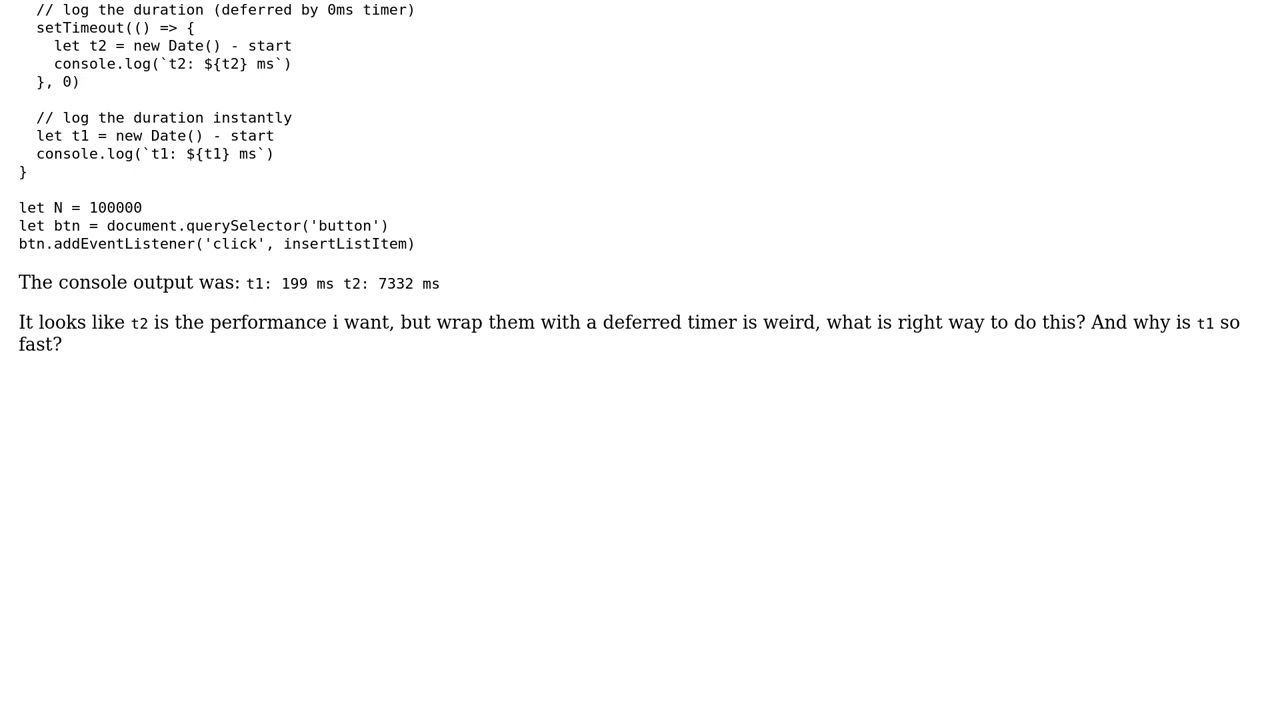 // log the duration (deferred by 0ms timer)
setTimeout(() => {
let t2 = new Date() - start
console.log(`t2: ${t2} ms`)
}, 0)
// log the duration instantly
let t1 = new Date() - start
console.log(`t1: ${t1} ms`)
}
let N = 100000
let btn = document.querySelector('button')
btn.addEventListener('click', insertListItem)
The console output was: t1: 199 ms t2: 7332 ms
It looks like t2 is the performance i want, but wrap them with a deferred timer is weird, what is right way to do this? And why is t1 so
fast?